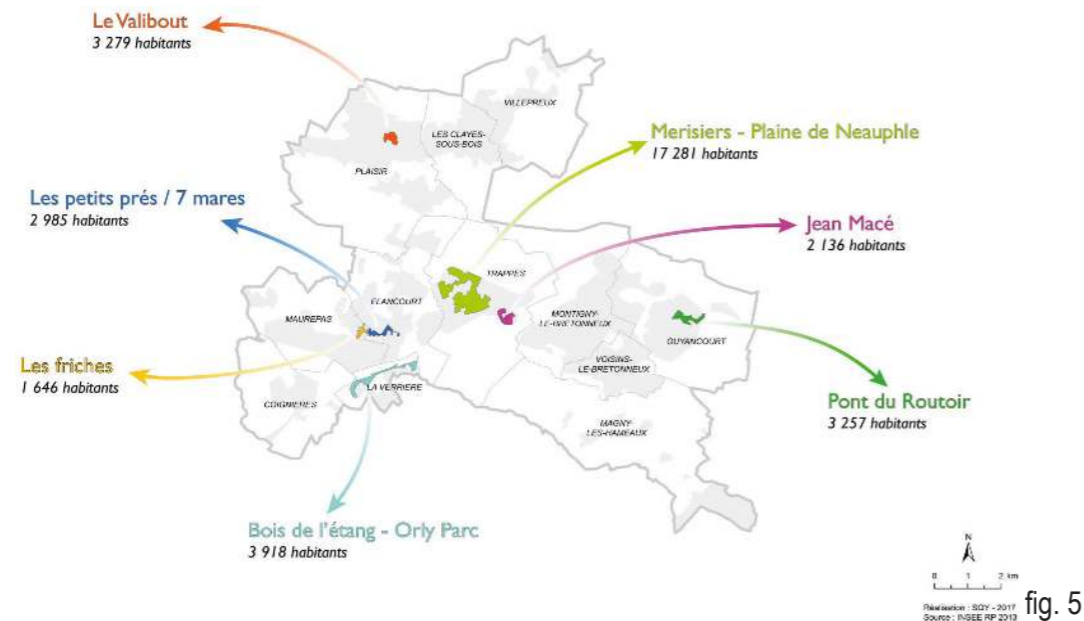 Le Valibout
3 279 habitants
VILLEPREUX
LES CLAYES-
SOUS-BOIS
PLAISIR
Merisiers - Plaine de Neauphle
17 281 habitants
Les petits prés / 7 mares
2 985 habitants
Jean Macé
2 136 habitants
TRAPPES
ELANCOURT
MAUREPAS
MONTIGNY-
LE-BRETONNEUX
GUYANCOURT
VOISINS-
LE-BRETONNEUX
Les friches
1 646 habitants
LA VERRIERE
COIGNIERES
Pont du Routoir
3 257 habitants
MAGNY-
LES-HAMEAUX
Bois de l'étang - Orly Parc
3 918 habitants
N
0 1 2 km
Réalisation : SQY - 2017
Source : INSEE RP 2013
fig. 5